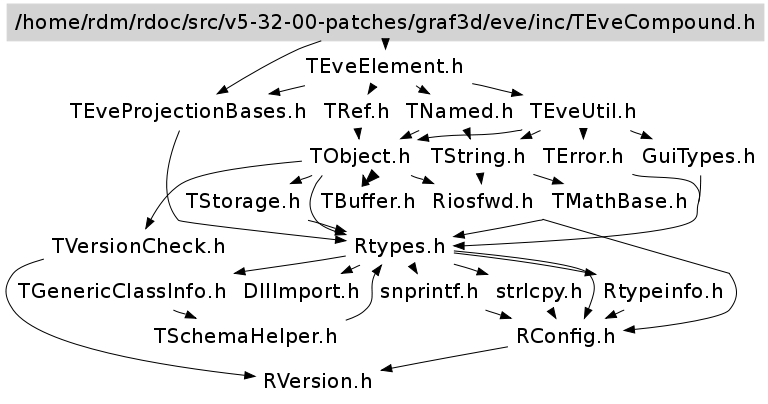 /home/rdm/rdoc/src/v5-32-00-patches/graf3d/eve/inc/TEveCompound.h
TEveElement.h
TEveProjectionBases.h TRef.h TNamed.h TEveUtil.h
TObject.h TString.h TError.h GuiTypes.h
TStorage.h TBuffer.h Riosfwd.h TMathBase.h
TVersionCheck.h Rtypes.h
TGenericClassInfo.h DllImport.h snprintf.h strlcpy.h Rtypeinfo.h
TSchemaHelper.h RConfig.h
RVersion.h